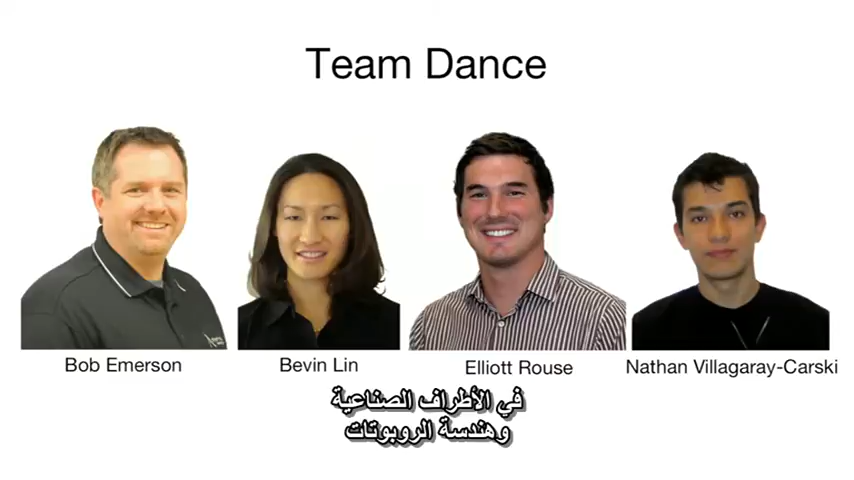 Team Dance
Bob Emerson
Bevin Lin
Elliott Rouse
Nathan Villagaray-Carski
في الأطراف الصناعية
وهندسة الروبوتات